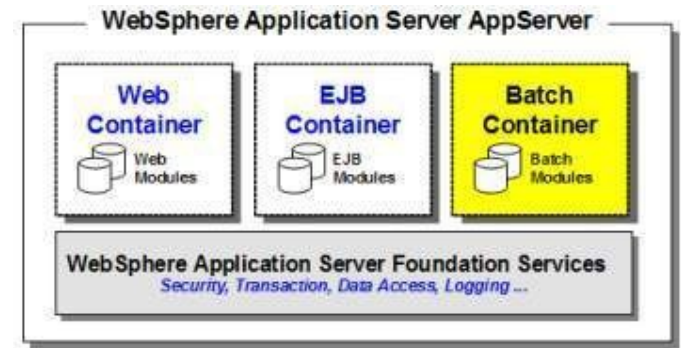 WebSphere Application Server AppServer
Web
Container
Web
Modules
EJB
Container
EJB
Modules
Batch
Container
Batch
Modules
WebSphere Application Server Foundation Services
Security, Transaction, Data Access, Logging ...